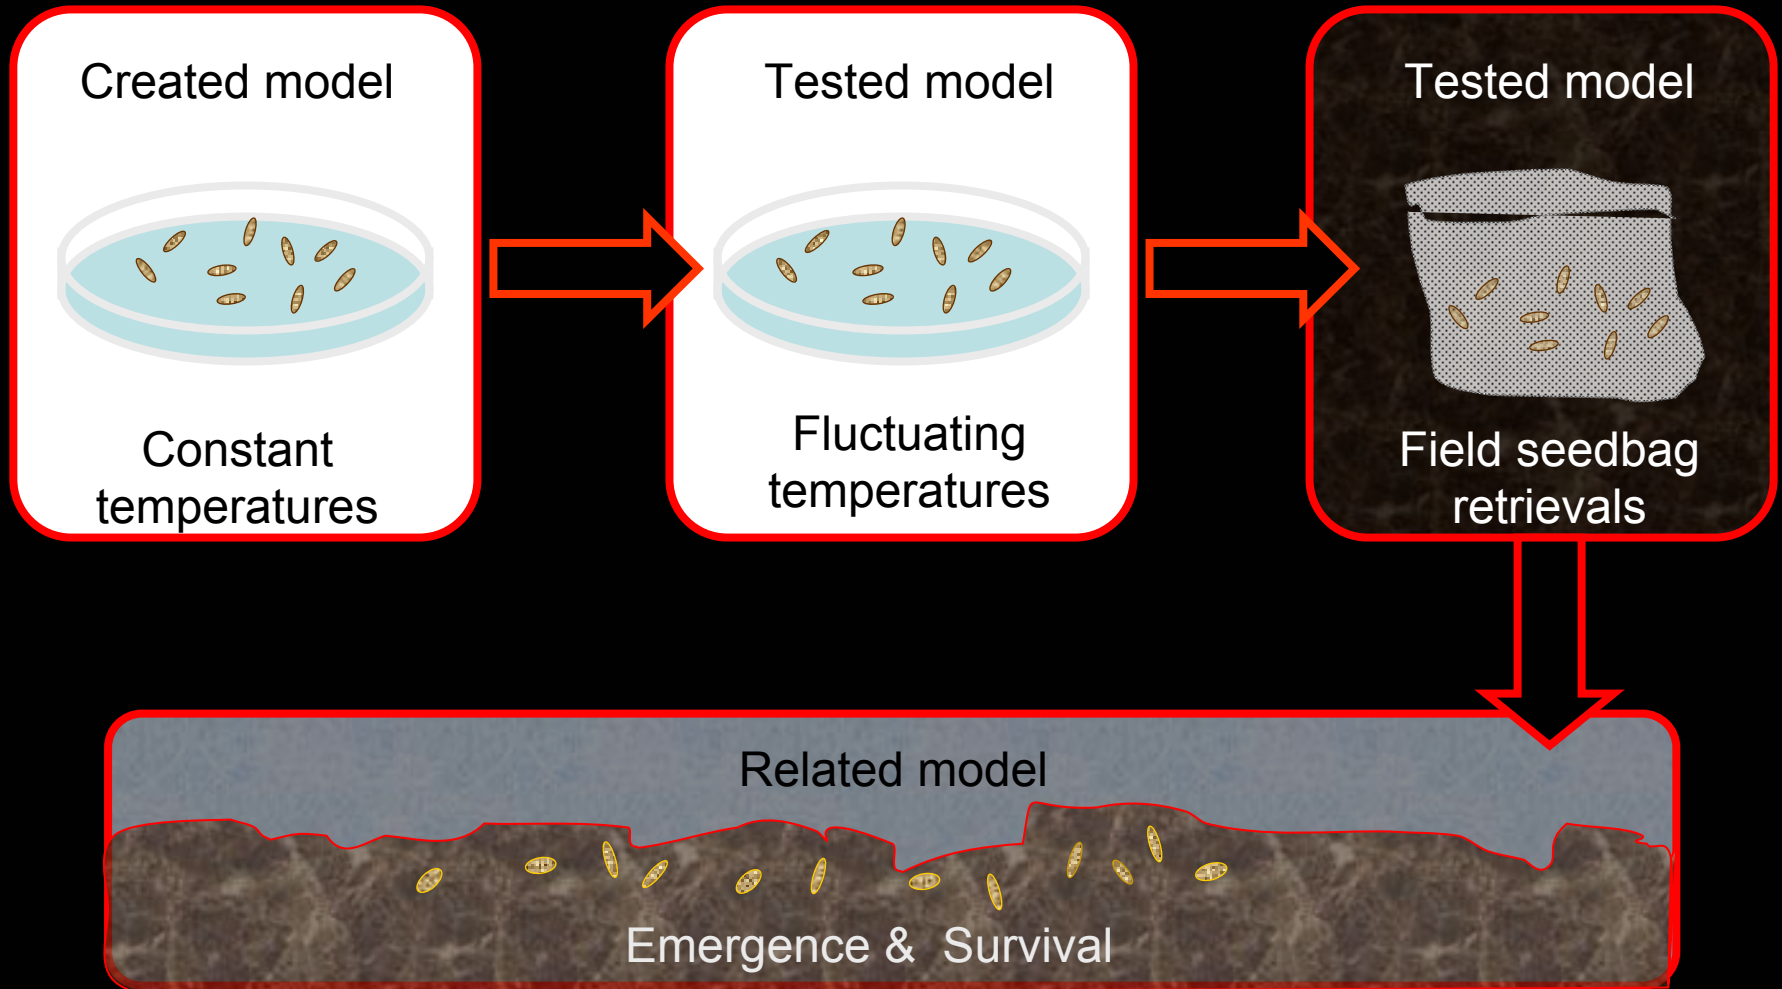 Created model
Constant
temperatures
Tested model
Fluctuating
temperatures
Tested model
Field seedbag
retrievals
Related model
Emergence & Survival